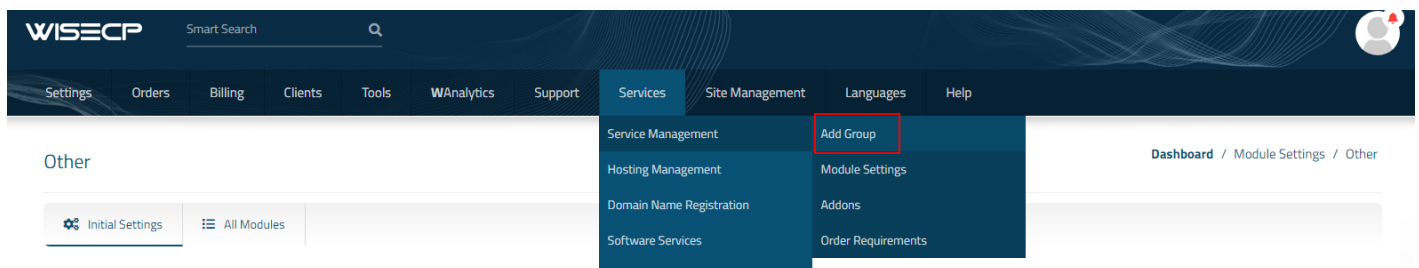 WISECP
Smart Search
Settings Orders Billing Clients Tools WAnalytics Support Services Site Management Languages Help
Service Management Add Group
Other Dashboard / Module Settings / Other
Hosting Management Module Settings
Domain Name Registration Addons
Initial Settings All Modules
Software Services Order Requirements